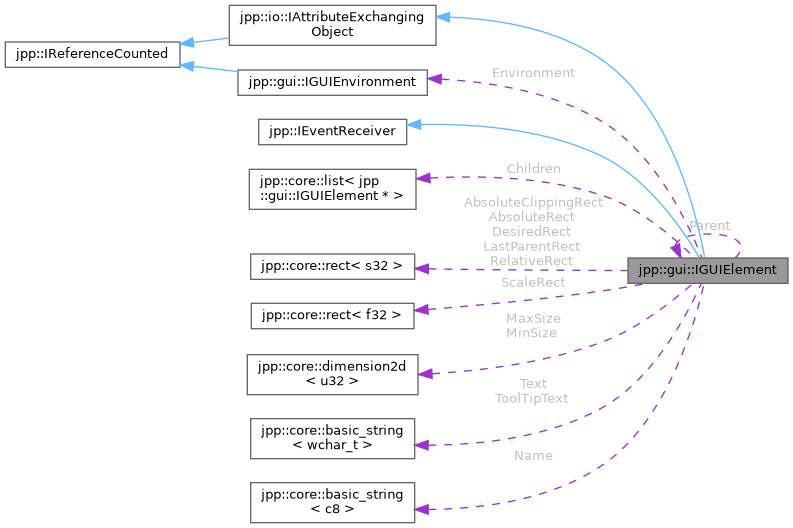 jpp::io::IAttributeExchanging
Object
jpp::IReferenceCounted
jpp::gui::IGUIEnvironment
Environment
jpp::IEventReceiver
jpp::core::list< jpp
::gui::IGUIElement * >
Children
AbsoluteClippingRect
AbsoluteRect
DesiredRect
LastParentRect
RelativeRect
Parent
jpp::gui::IGUIElement
jpp::core::rect< s32 >
ScaleRect
jpp::core::rect< f32 >
MaxSize
MinSize
jpp::core::dimension2d
< u32 >
Text
ToolTipText
jpp::core::basic_string
< wchar_t >
Name
jpp::core::basic_string
< c8 >